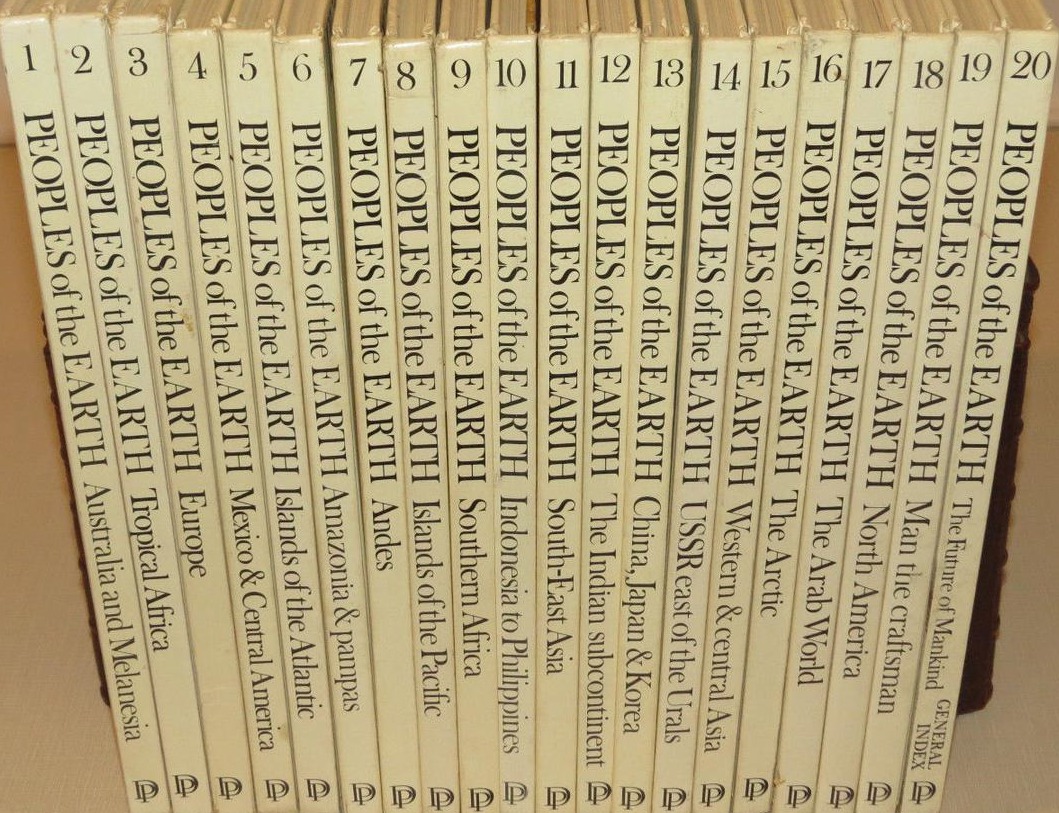 1 PEOPLES of the EARTH Australia and Melanesia
2 PEOPLES of the EARTH Tropical Africa
3 PEOPLES of the EARTH Europe
4 PEOPLES of the EARTH Mexico & Central America
5 PEOPLES of the EARTH Islands of the Atlantic
6 PEOPLES of the EARTH Amazonia & pampas
7 PEOPLES of the EARTH Andes
8 PEOPLES of the EARTH Islands of the Pacific
9 PEOPLES of the EARTH Southern Africa
10 PEOPLES of the EARTH Indonesia to Philippines
11 PEOPLES of the EARTH South-East Asia
12 PEOPLES of the EARTH The Indian subcontinent
13 PEOPLES of the EARTH China, Japan & Korea
14 PEOPLES of the EARTH USSR east of the Urals
15 PEOPLES of the EARTH Western & central Asia
16 PEOPLES of the EARTH The Arctic
17 PEOPLES of the EARTH The Arab World
18 PEOPLES of the EARTH North America
19 PEOPLES of the EARTH Man the craftsman
20 PEOPLES of the EARTH The Future of Mankind GENERAL INDEX